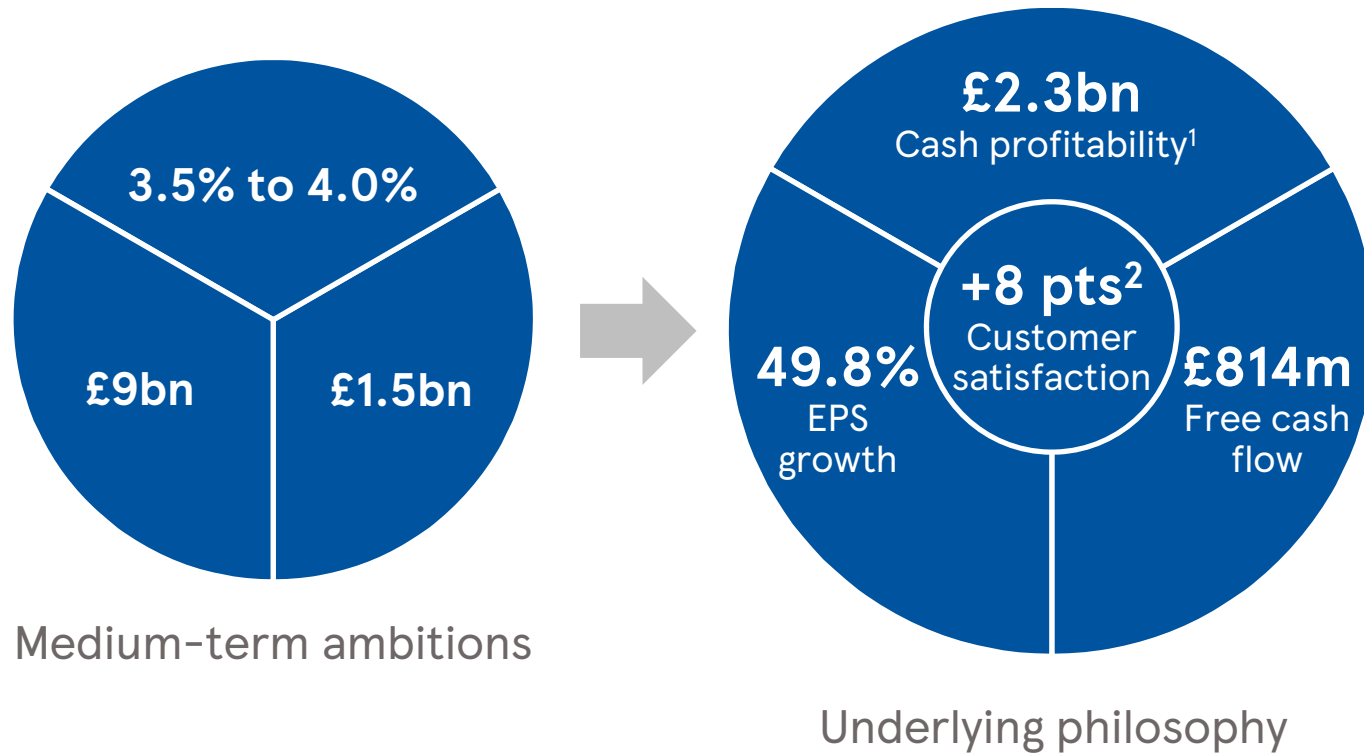 3.5% to 4.0%
£9bn
£1.5bn
Medium-term ambitions
£2.3bn
Cash profitability¹
+8 pts²
Customer
satisfaction
49.8%
EPS
growth
£814m
Free cash
flow
Underlying philosophy